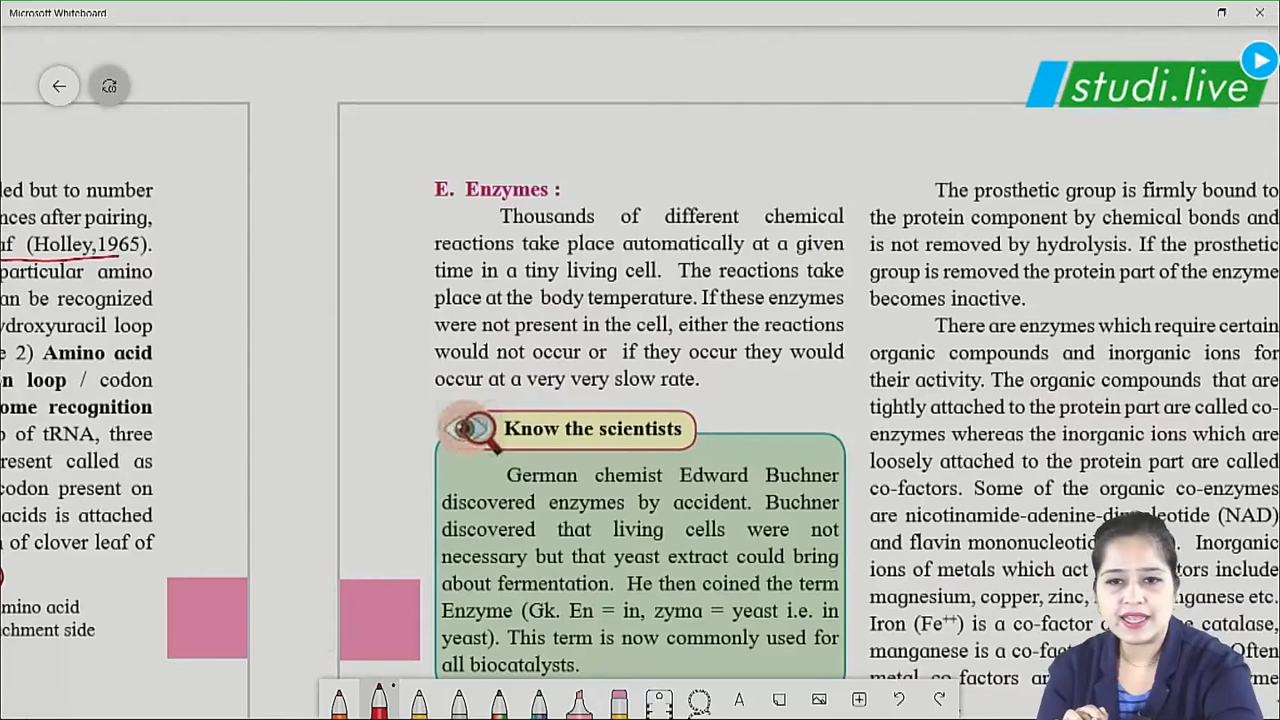 Microsoft Whiteboard
studi.live
led but to number
nces after pairing,
af (Holley,1965).
particular amino
an be recognized
ydroxyuracil loop
e 2) Amino acid
n loop / codon
ome recognition
p of tRNA, three
resent called as
codon present on
acids is attached
n of clover leaf of
mino acid
chment side
E. Enzymes :
Thousands of different chemical
reactions take place automatically at a given
time in a tiny living cell. The reactions take
place at the body temperature. If these enzymes
were not present in the cell, either the reactions
would not occur or if they occur they would
occur at a very very slow rate.
Know the scientists
German chemist Edward Buchner
discovered enzymes by accident. Buchner
discovered that living cells were not
necessary but that yeast extract could bring
about fermentation. He then coined the term
Enzyme (Gk. En = in, zyma = yeast i.e. in
yeast). This term is now commonly used for
all biocatalysts.
The prosthetic group is firmly bound to
the protein component by chemical bonds and
is not removed by hydrolysis. If the prosthetic
group is removed the protein part of the enzyme
becomes inactive.
There are enzymes which require certain
organic compounds and inorganic ions for
their activity. The organic compounds that are
tightly attached to the protein part are called co-
enzymes whereas the inorganic ions which are
loosely attached to the protein part are called
co-factors. Some of the organic co-enzymes
are nicotinamide-adenine-dinucleotide (NAD)
and flavin mononucleotid Inorganic
ions of metals which act tors include
magnesium, copper, zinc, nganese etc.
Iron (Fe⁺⁺) is a co-factor e catalase,
manganese is a co-fac Often
metal co-factors ar me